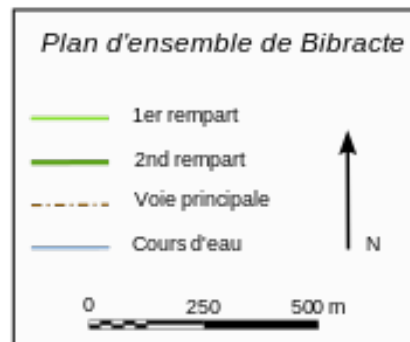 Plan d'ensemble de Bibracte
1er rempart
2nd rempart
Voie principale
Cours d'eau
N
0 250 500 m